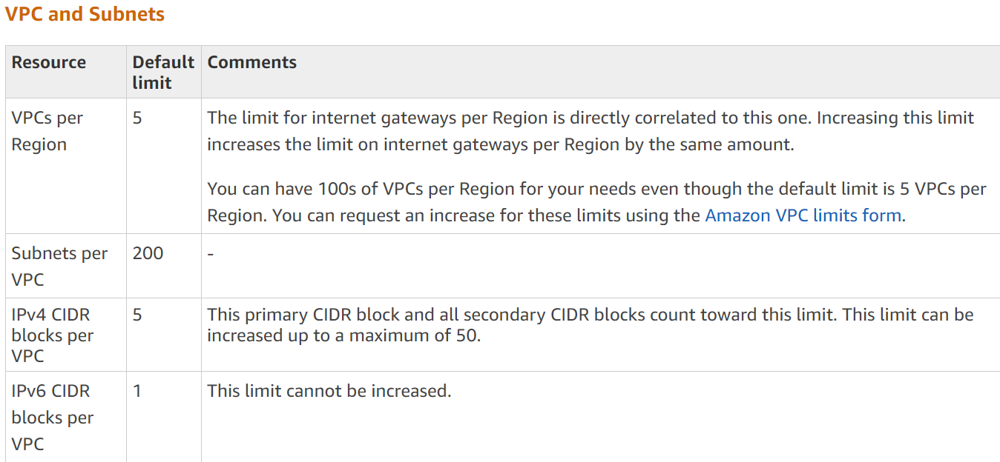 VPC and Subnets
Resource
Default
limit
Comments
VPCs per
Region
5
The limit for internet gateways per Region is directly correlated to this one. Increasing this limit
increases the limit on internet gateways per Region by the same amount.
You can have 100s of VPCs per Region for your needs even though the default limit is 5 VPCs per
Region. You can request an increase for these limits using the Amazon VPC limits form.
Subnets per
VPC
200
-
IPv4 CIDR
blocks per
VPC
5
This primary CIDR block and all secondary CIDR blocks count toward this limit. This limit can be
increased up to a maximum of 50.
IPv6 CIDR
blocks per
VPC
1
This limit cannot be increased.